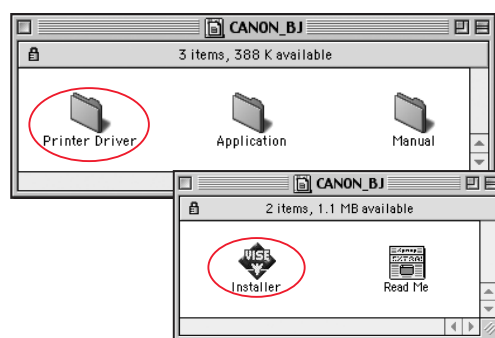 CANON_BJ
3 items, 388 K available
Printer Driver
Application
Manual
CANON_BJ
2 items, 1.1 MB available
VISE
Installer
EXTRA!
Read Me